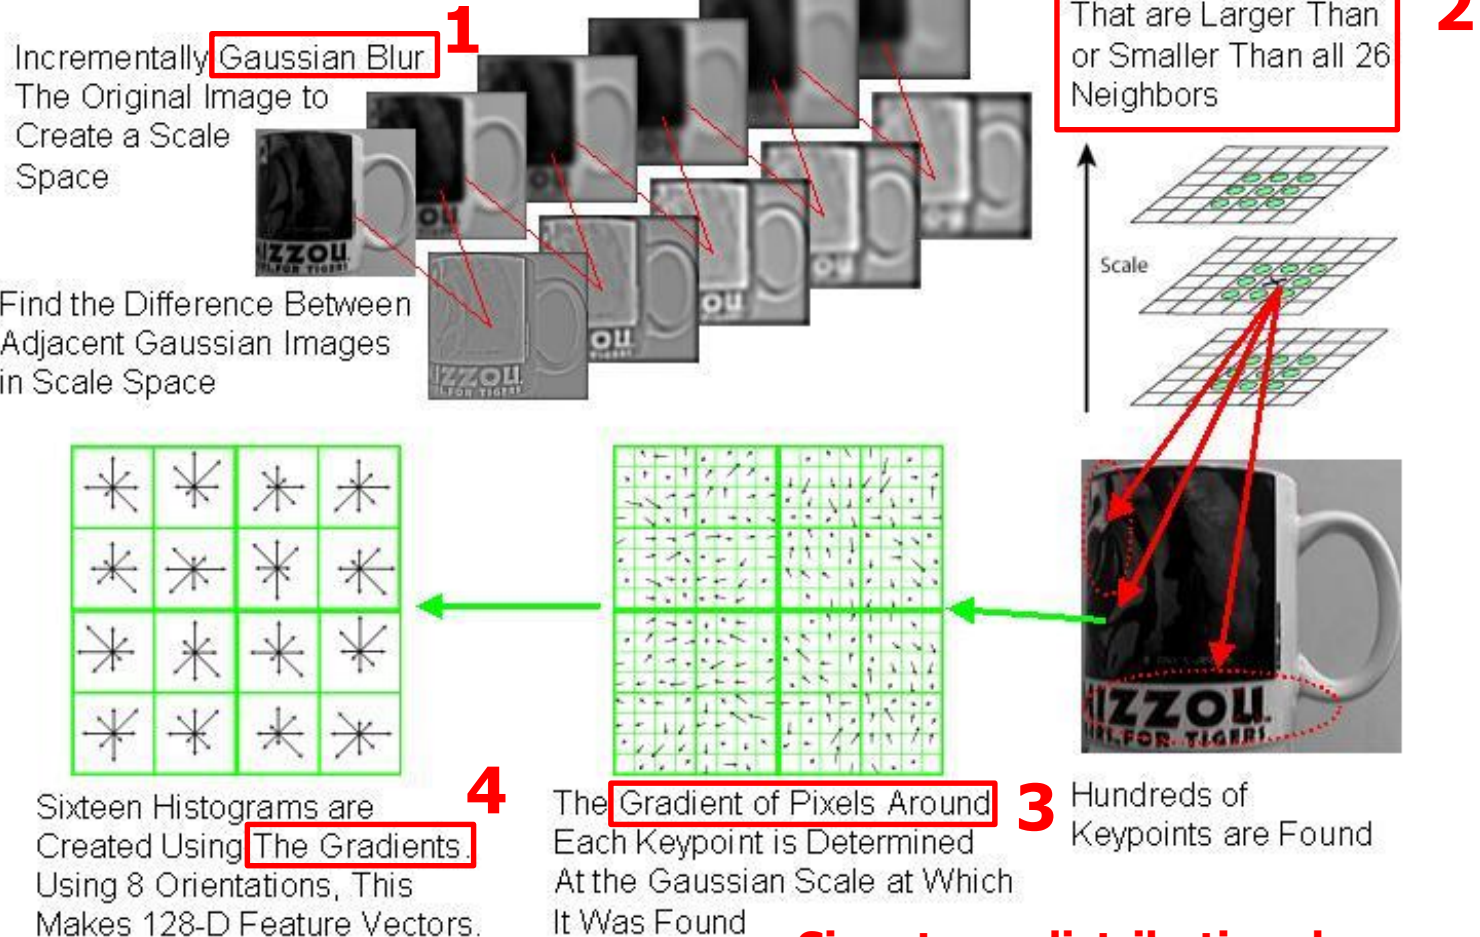 1
Incrementally Gaussian Blur
The Original Image to
Create a Scale
Space
Find the Difference Between
Adjacent Gaussian Images
in Scale Space
2
That are Larger Than
or Smaller Than all 26
Neighbors
Scale
Hundreds of
Keypoints are Found
3
The Gradient of Pixels Around
Each Keypoint is Determined
At the Gaussian Scale at Which
It Was Found
4
Sixteen Histograms are
Created Using The Gradients.
Using 8 Orientations, This
Makes 128-D Feature Vectors.